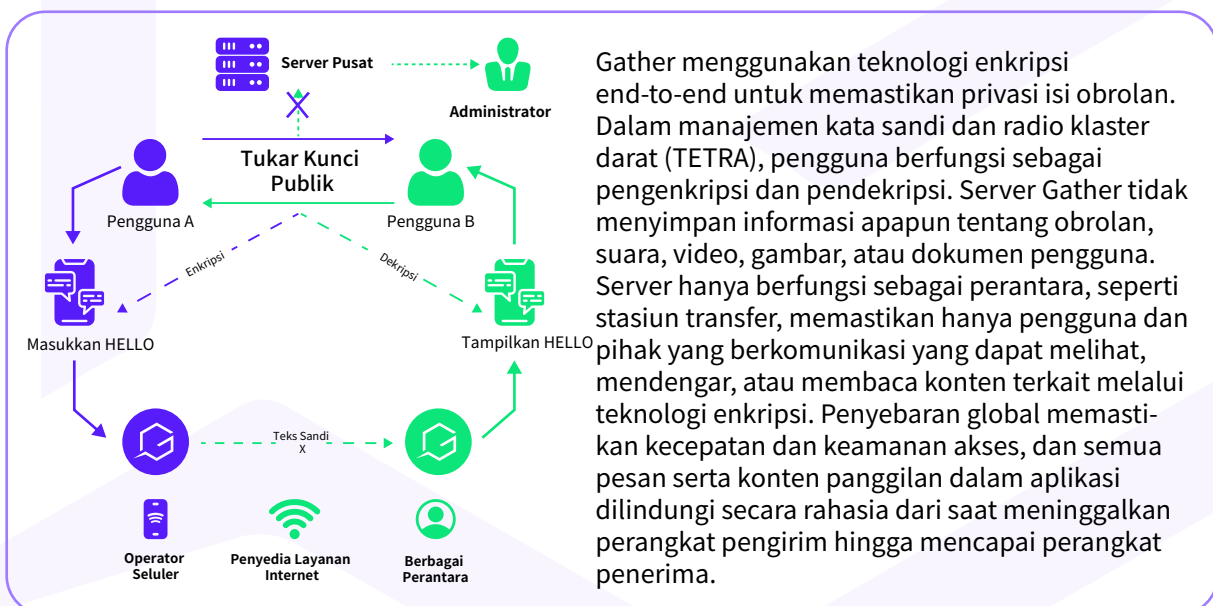 Server Pusat
Administrator
Tukar Kunci
Publik
Pengguna A
Pengguna B
Enkripsi
Dekripsi
Masukkan HELLO
Tampilkan HELLO
Teks Sandi
X
Operator
Seluler
Penyedia Layanan
Internet
Berbagai
Perantara
Gather menggunakan teknologi enkripsi
end-to-end untuk memastikan privasi isi obrolan.
Dalam manajemen kata sandi dan radio klaster
darat (TETRA), pengguna berfungsi sebagai
pengenkripsi dan pendekripsi. Server Gather tidak
menyimpan informasi apapun tentang obrolan,
suara, video, gambar, atau dokumen pengguna.
Server hanya berfungsi sebagai perantara, seperti
stasiun transfer, memastikan hanya pengguna dan
pihak yang berkomunikasi yang dapat melihat,
mendengar, atau membaca konten terkait melalui
teknologi enkripsi. Penyebaran global memasti-
kan kecepatan dan keamanan akses, dan semua
pesan serta konten panggilan dalam aplikasi
dilindungi secara rahasia dari saat meninggalkan
perangkat pengirim hingga mencapai perangkat
penerima.